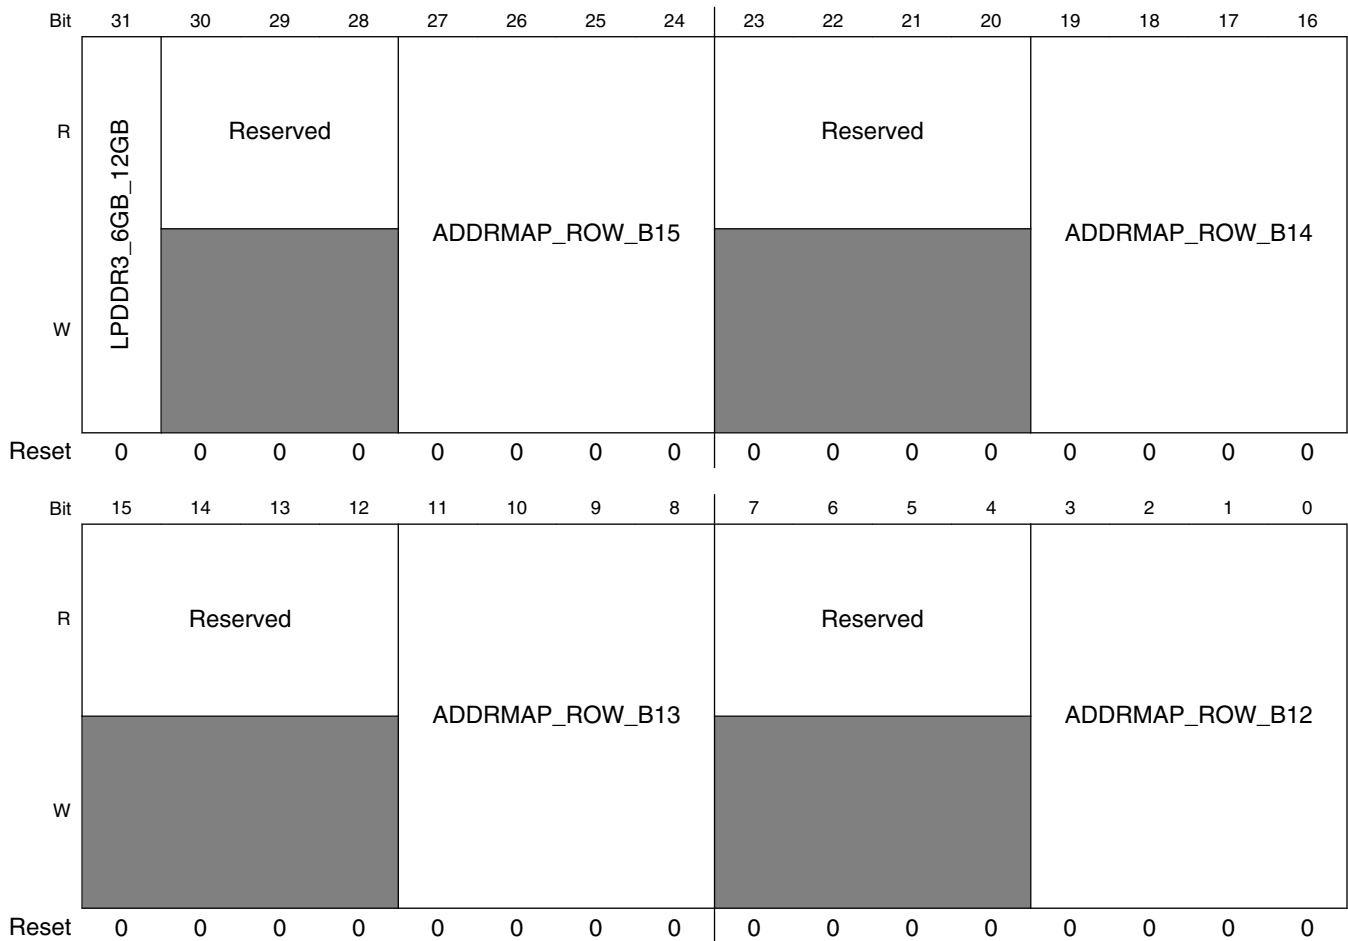 Bit 31 30 29 28 27 26 25 24 23 22 21 20 19 18 17 16
R
LPDDR3_6GB_12GB
Reserved
ADDRMAP_ROW_B15
Reserved
ADDRMAP_ROW_B14
W
Reset 0 0 0 0 0 0 0 0 0 0 0 0 0 0 0 0
Bit 15 14 13 12 11 10 9 8 7 6 5 4 3 2 1 0
R
Reserved
ADDRMAP_ROW_B13
Reserved
ADDRMAP_ROW_B12
W
Reset 0 0 0 0 0 0 0 0 0 0 0 0 0 0 0 0